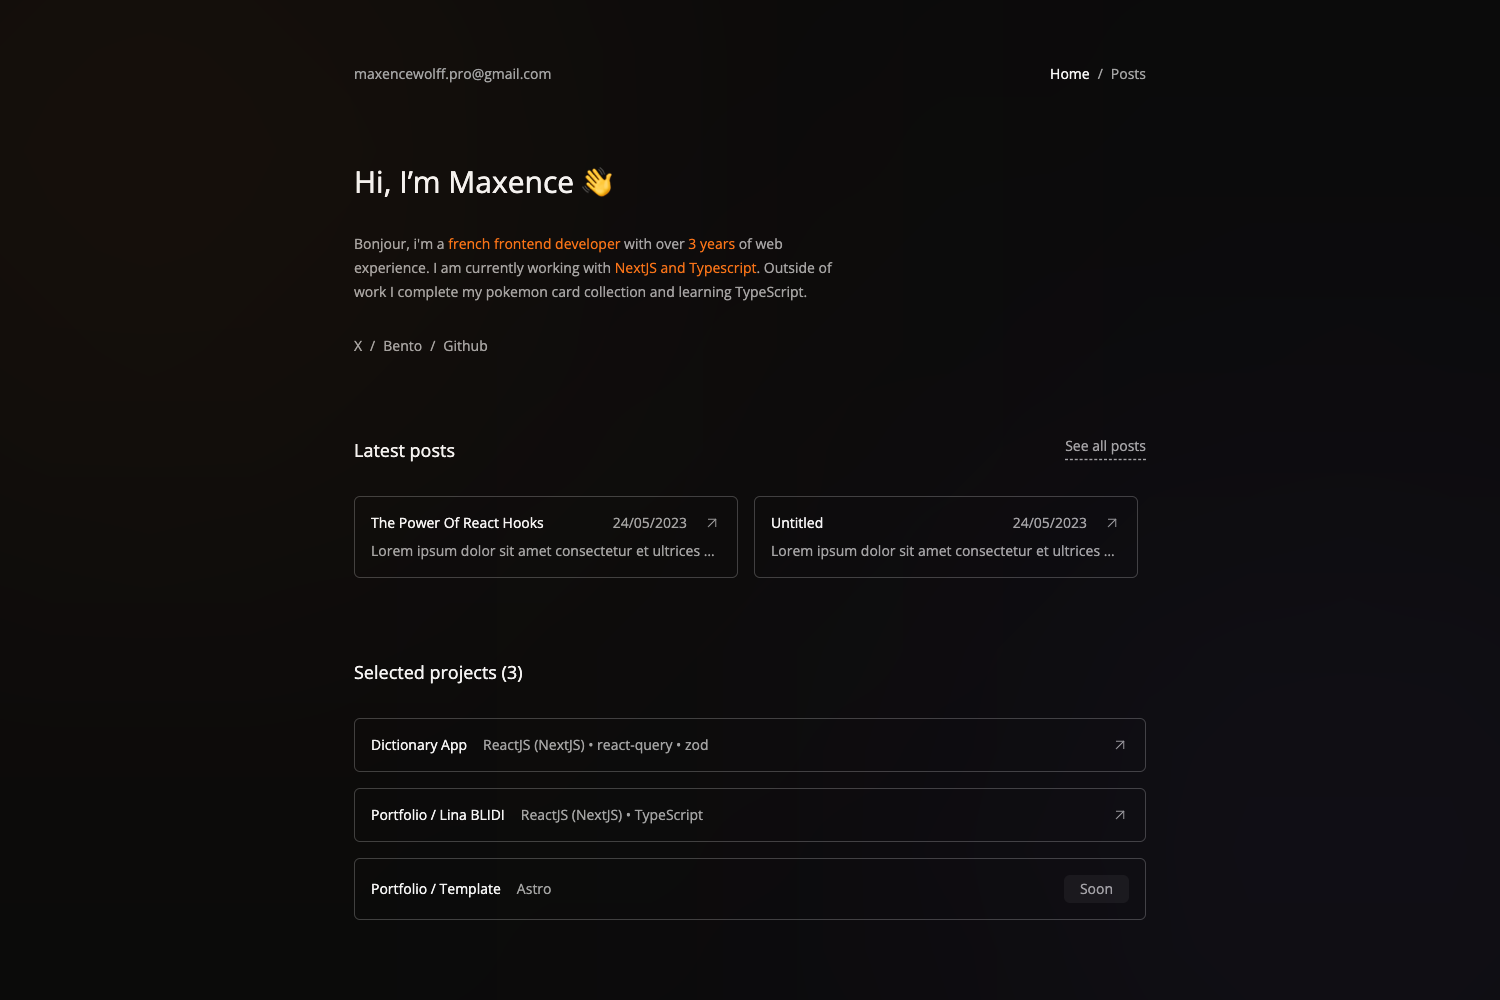 maxencewolff.pro@gmail.com
Home / Posts
Hi, I’m Maxence 👋
Bonjour, i'm a french frontend developer with over 3 years of web
experience. I am currently working with NextJS and Typescript. Outside of
work I complete my pokemon card collection and learning TypeScript.
X / Bento / Github
Latest posts
See all posts
The Power Of React Hooks 24/05/2023
Lorem ipsum dolor sit amet consectetur et ultrices ...
Untitled 24/05/2023
Lorem ipsum dolor sit amet consectetur et ultrices ...
Selected projects (3)
Dictionary App ReactJS (NextJS) • react-query • zod
Portfolio / Lina BLIDI ReactJS (NextJS) • TypeScript
Portfolio / Template Astro Soon